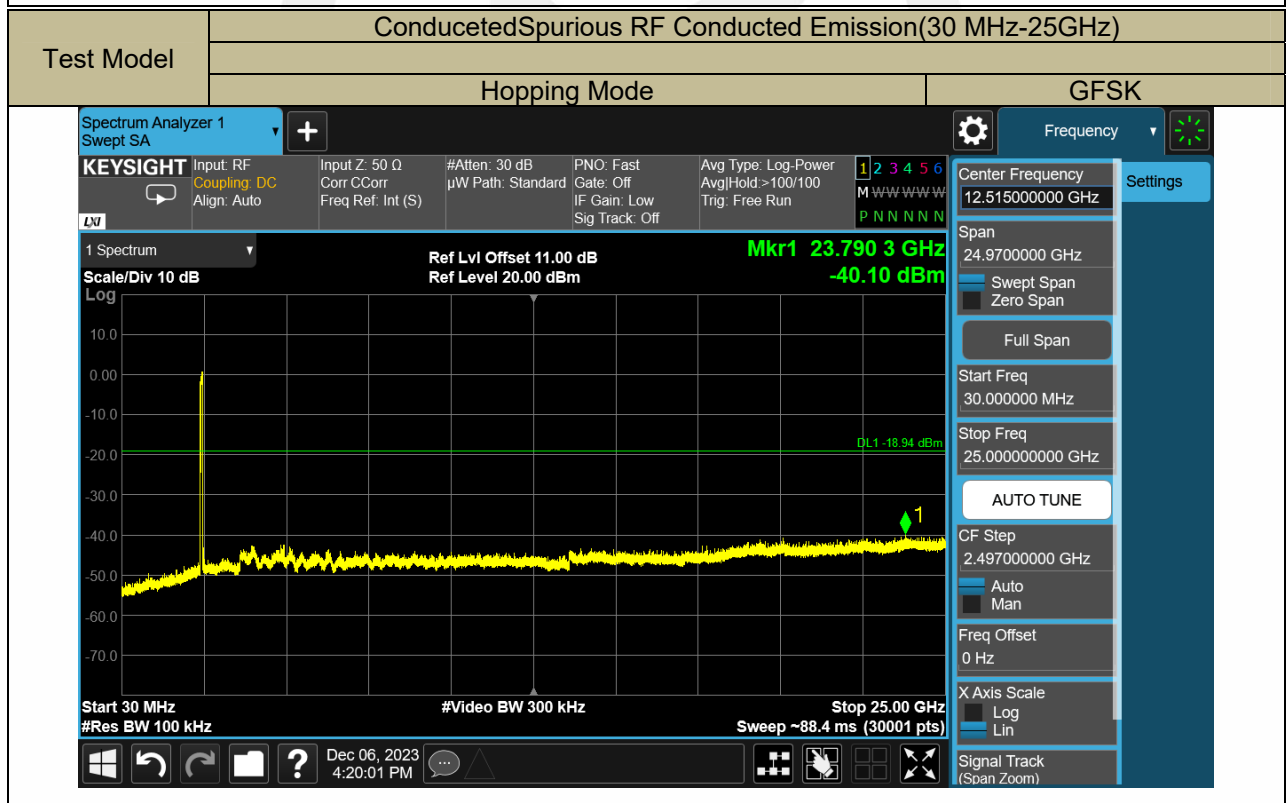 ConducetedSpurious RF Conducted Emission(30 MHz-25GHz)
Test Model
Hopping Mode
GFSK
Spectrum Analyzer 1
Swept SA
Frequency
KEYSIGHT
LXI
Input: RF
Coupling: DC
Align: Auto
Input Z: 50 Ω
Corr CCorr
Freq Ref: Int (S)
#Atten: 30 dB
µW Path: Standard
PNO: Fast
Gate: Off
IF Gain: Low
Sig Track: Off
Avg Type: Log-Power
Avg|Hold:>100/100
Trig: Free Run
1 2 3 4 5 6
M W W W W W
P N N N N N
1 Spectrum
Scale/Div 10 dB
Log
Ref Lvl Offset 11.00 dB
Ref Level 20.00 dBm
Mkr1 23.790 3 GHz
-40.10 dBm
10.0
0.00
-10.0
-20.0
-30.0
-40.0
-50.0
-60.0
-70.0
DL1 -18.94 dBm
1
Start 30 MHz
#Res BW 100 kHz
#Video BW 300 kHz
Stop 25.00 GHz
Sweep ~88.4 ms (30001 pts)
Center Frequency
12.515000000 GHz
Span
24.9700000 GHz
Swept Span
Zero Span
Full Span
Start Freq
30.000000 MHz
Stop Freq
25.000000000 GHz
AUTO TUNE
CF Step
2.497000000 GHz
Auto
Man
Freq Offset
0 Hz
X Axis Scale
Log
Lin
Signal Track
(Span Zoom)
Settings
?
Dec 06, 2023
4:20:01 PM